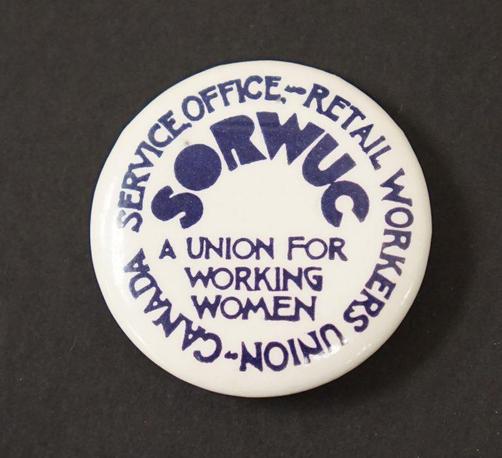 SERVICE, OFFICE, ~ RETAIL WORKERS UNION ~ CANADA
SORWUC
A UNION FOR
WORKING
WOMEN